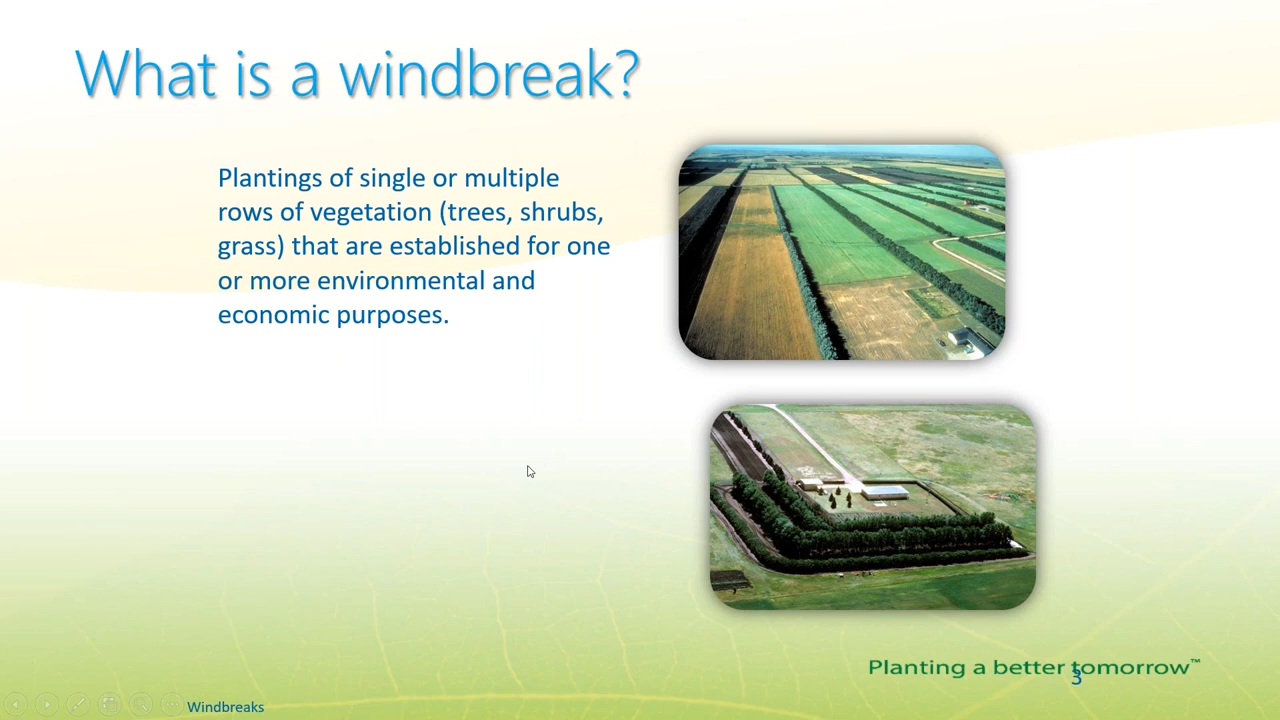 What is a windbreak?
Plantings of single or multiple
rows of vegetation (trees, shrubs,
grass) that are established for one
or more environmental and
economic purposes.
Planting a better tomorrow™
3
Windbreaks